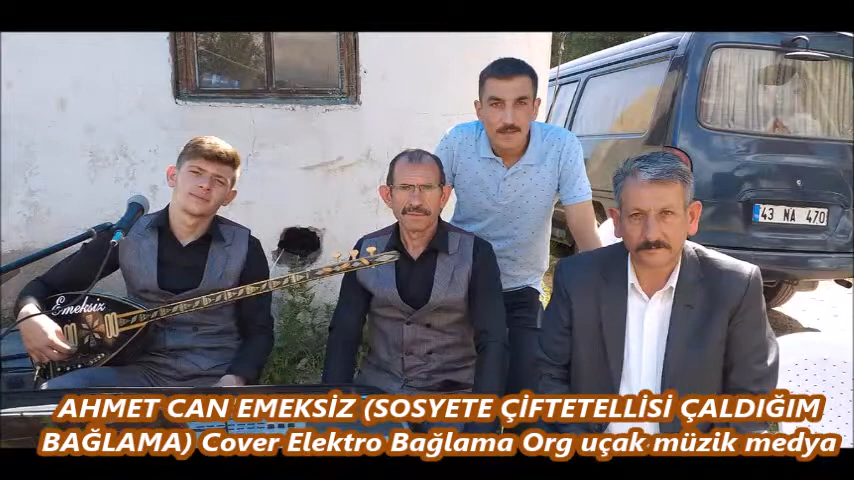 43 MA 470
Emeksiz
AHMET CAN EMEKSİZ (SOSYETE ÇİFTETELLİSİ ÇALDIĞIM
BAĞLAMA) Cover Elektro Bağlama Org uçak müzik medya